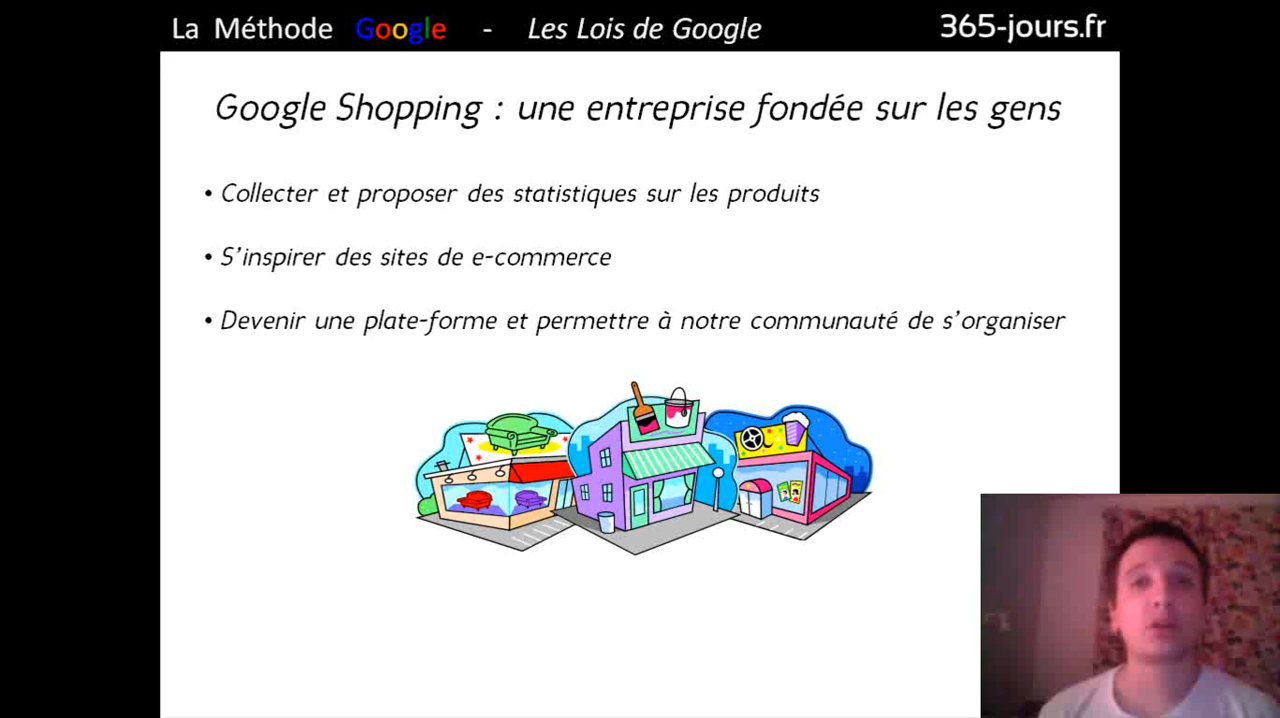 La Méthode Google - Les Lois de Google 365-jours.fr
Google Shopping : une entreprise fondée sur les gens
• Collecter et proposer des statistiques sur les produits
• S'inspirer des sites de e-commerce
• Devenir une plate-forme et permettre à notre communauté de s'organiser